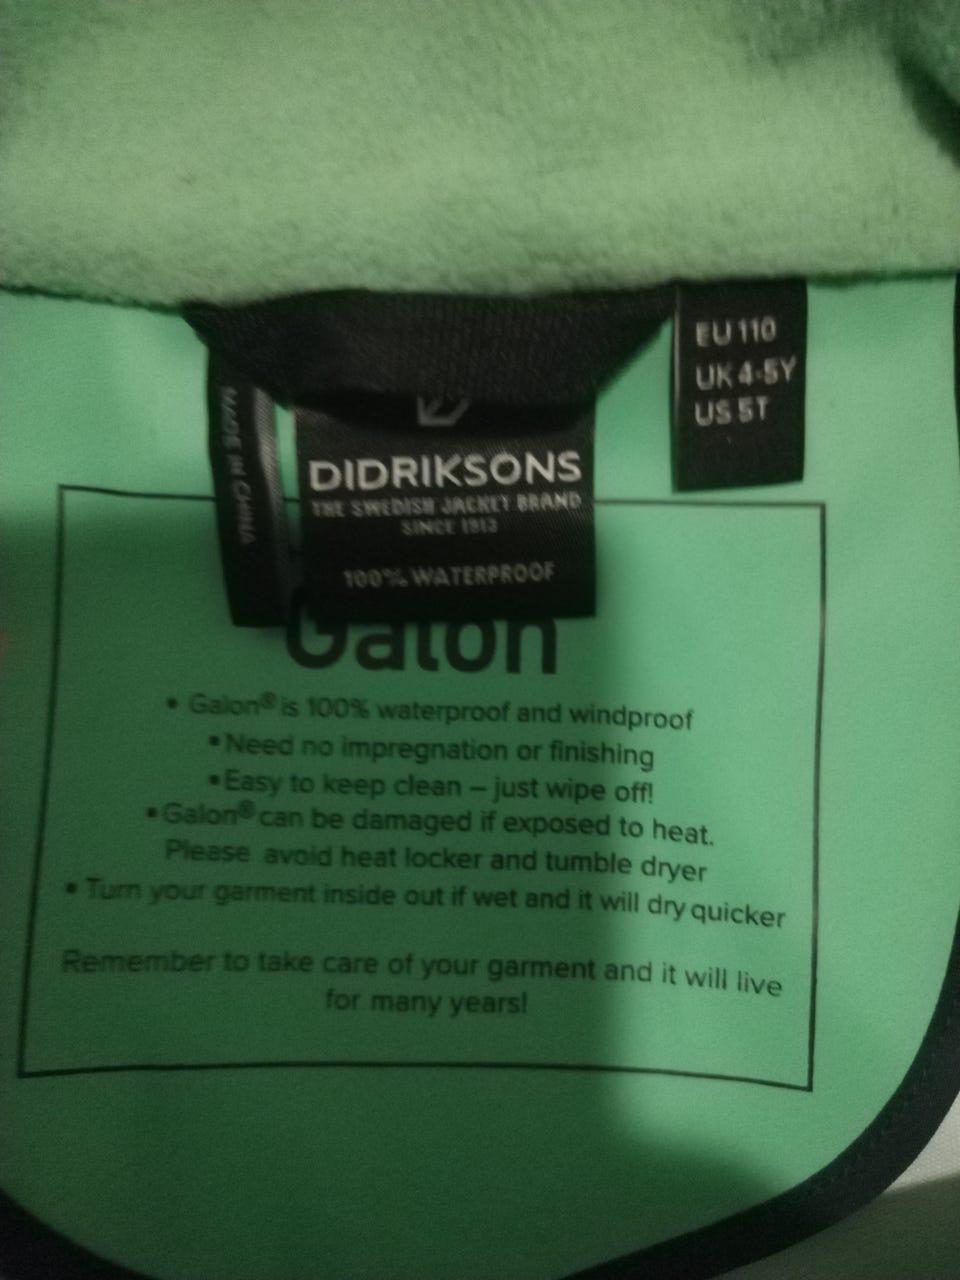 EU 110
UK 4-5Y
US 5T
MADE IN CHINA
DIDRIKSONS
THE SWEDISH JACKET BRAND
SINCE 1913
100% WATERPROOF
Galon
• Galon® is 100% waterproof and windproof
• Need no impregnation or finishing
• Easy to keep clean – just wipe off!
• Galon® can be damaged if exposed to heat.
Please avoid heat locker and tumble dryer
• Turn your garment inside out if wet and it will dry quicker
Remember to take care of your garment and it will live
for many years!